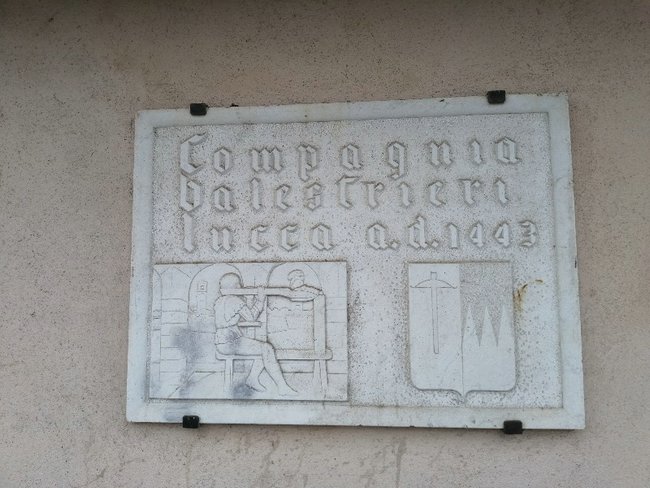 Compagnia
balestrieri
lucca a.d. 1443